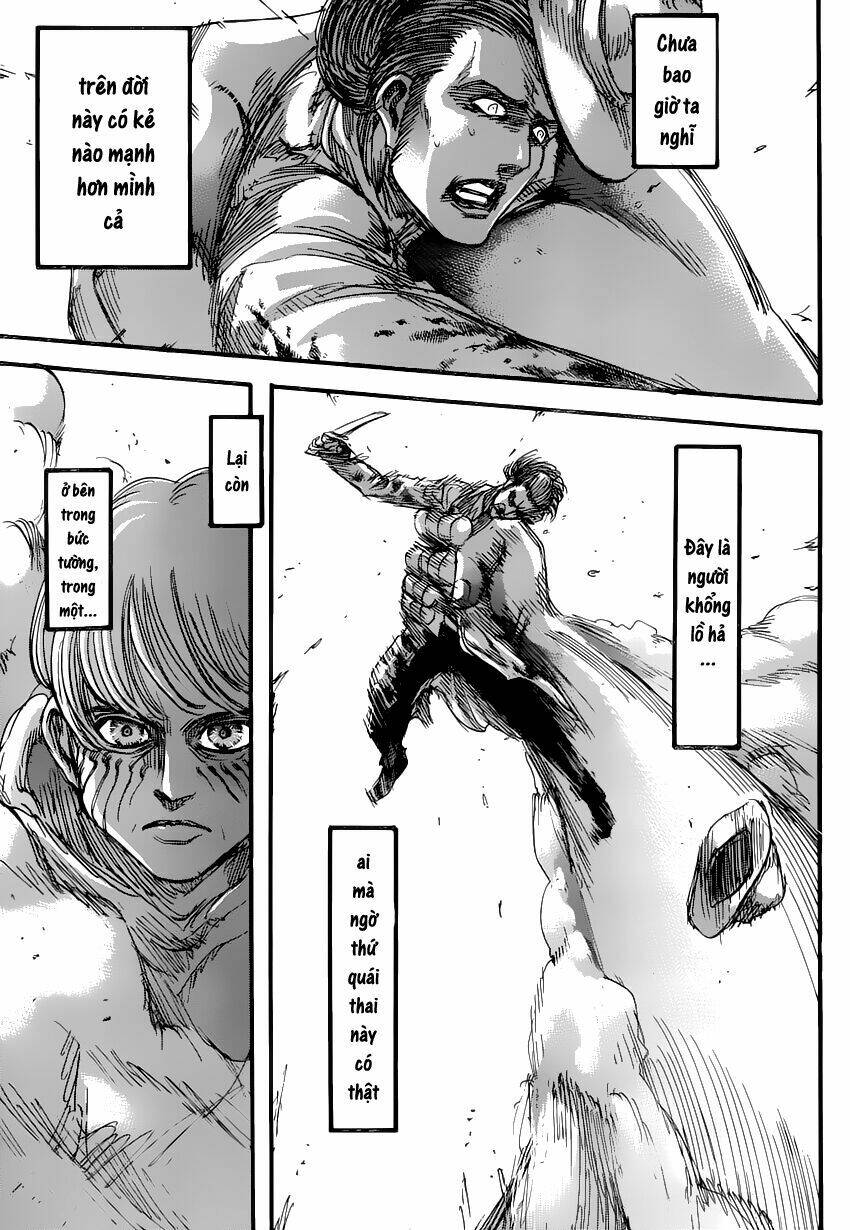 Chưa
bao
giờ ta
nghĩ
trên đời
này có kẻ
nào mạnh
hơn mình
cả
Đây là
người
khổng
lồ hả
...
ai
mà
ngờ
thứ
quái
thai
này
có
thật
Lại
còn
ở bên
trong
bức
tường,
trong
một...